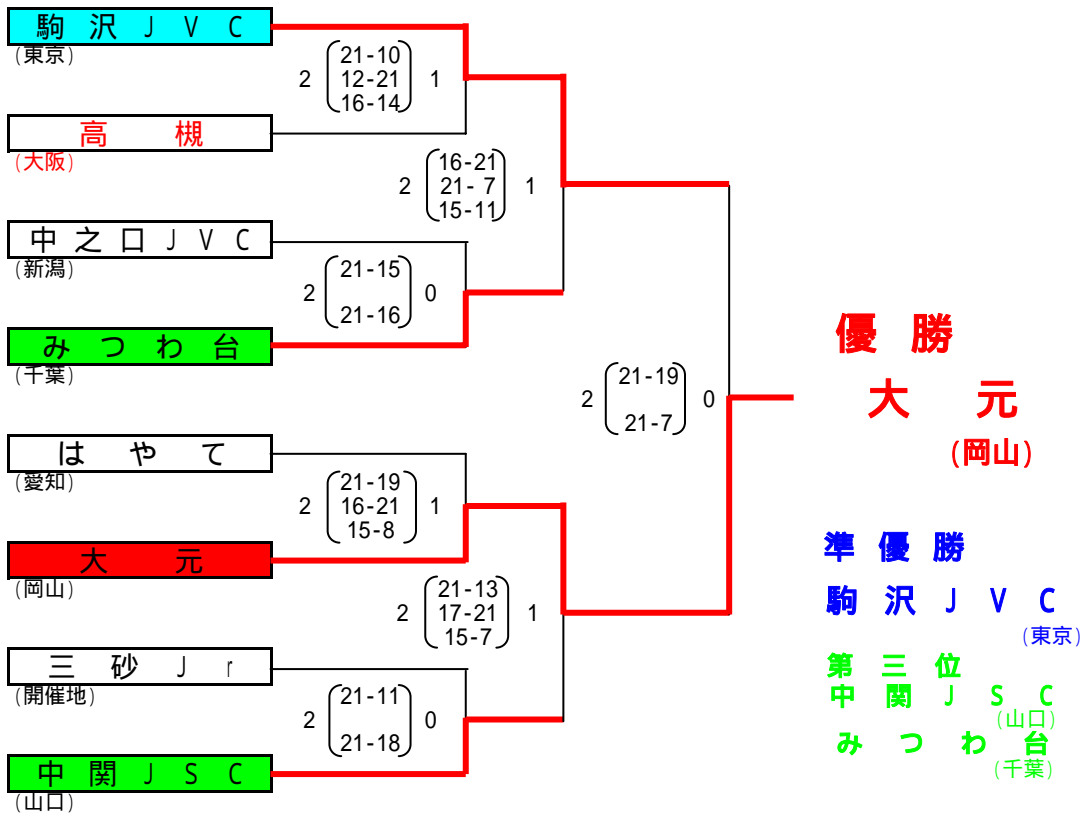 駒沢JVC
(東京)
2 21-10 1
12-21
16-14
高槻
(大阪)
2 16-21 1
21- 7
15-11
中之口JVC
(新潟)
2 21-15 0
21-16
みつわ台
(千葉)
2 21-19 0
21-7
はやて
(愛知)
2 21-19 1
16-21
15-8
大元
(岡山)
2 21-13 1
17-21
15-7
三砂Jr
(開催地)
2 21-11 0
21-18
中関JSC
(山口)
優勝
大元
(岡山)
準優勝
駒沢JVC
(東京)
第三位
中関JSC
(山口)
みつわ台
(千葉)